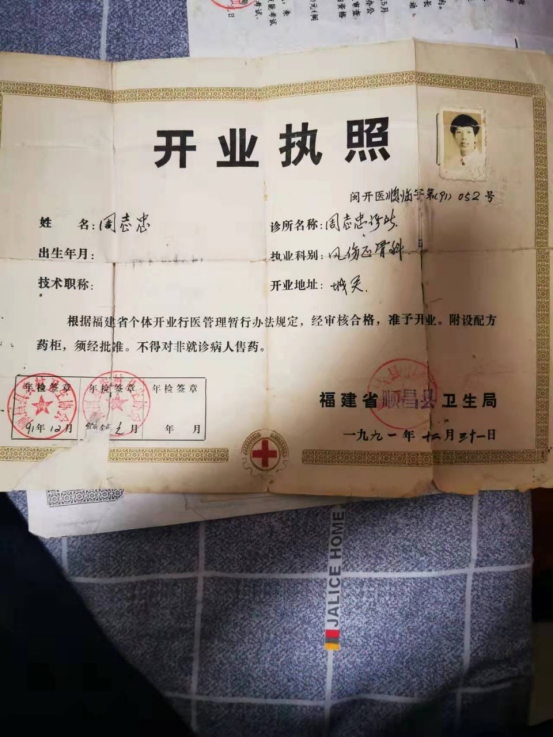 开业执照
闽开医顺临字第(91)052号
姓名:周志忠
诊所名称:周志忠诊所
出生年月:
执业科别:风伤正骨科
技术职称:
开业地址:城关
根据福建省个体开业行医管理暂行办法规定，经审核合格，准予开业。附设配方
药柜，须经批准。不得对非就诊病人售药。
年检签章 年检签章 年检签章
91年12月
年 月
福建省顺昌县卫生局
一九九一年十二月三十一日
JALICE HOME